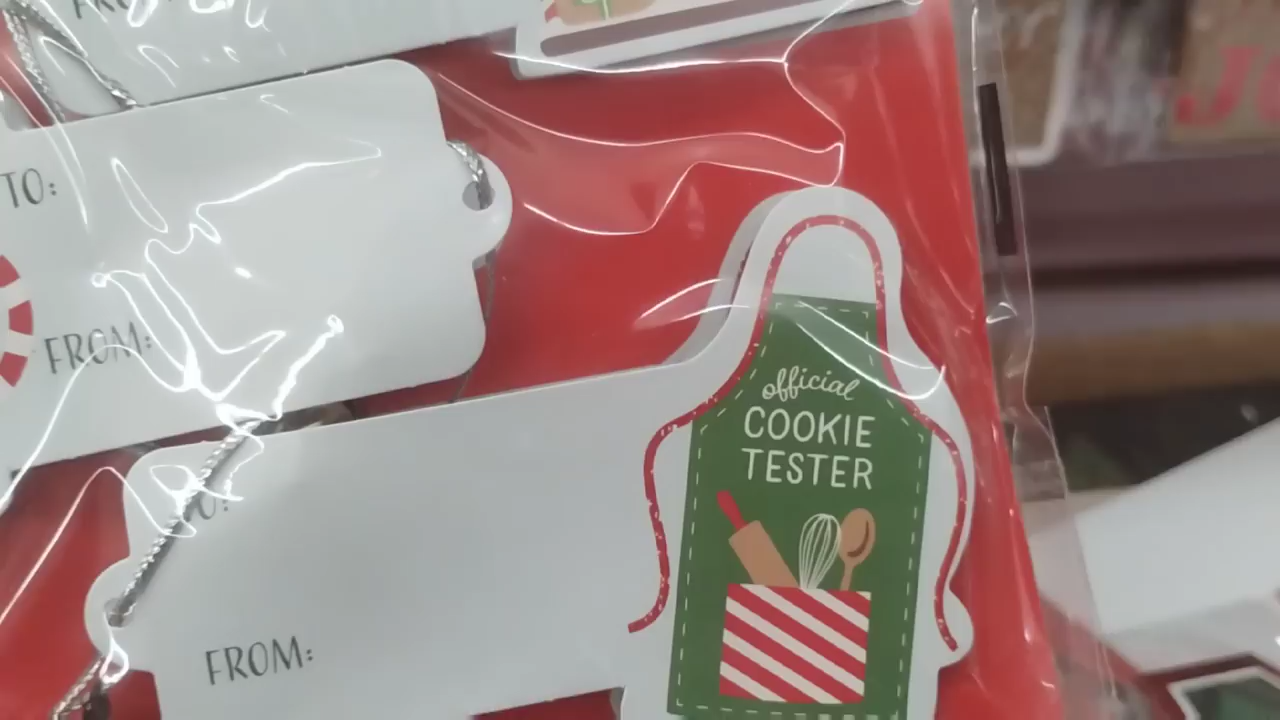 TO:
FROM:
official
COOKIE
TESTER
FROM: